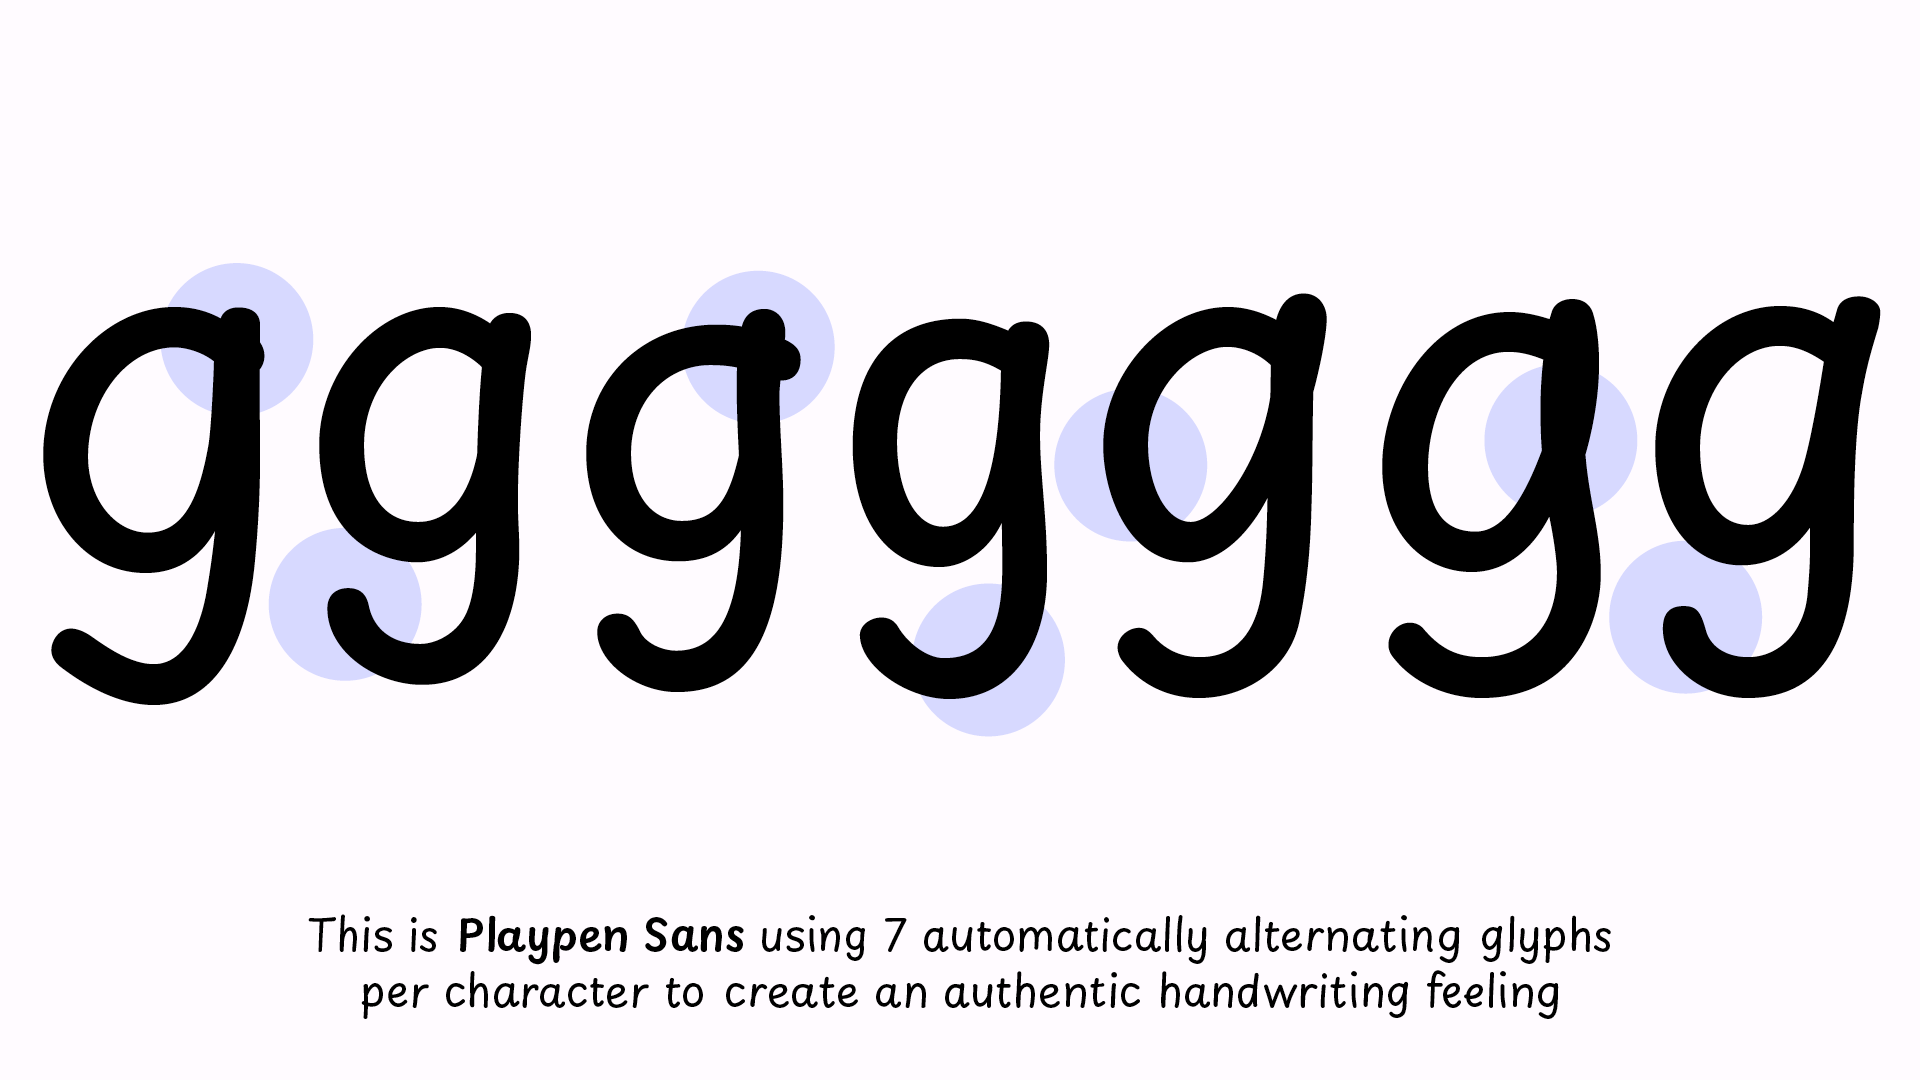 ggggggg
This is Playpen Sans using 7 automatically alternating glyphs
per character to create an authentic handwriting feeling